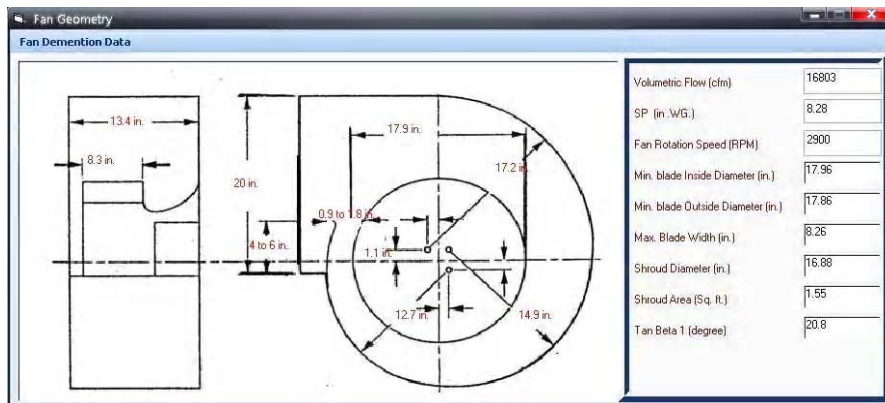 Fan Geometry
Fan Demention Data
13.4 in.
8.3 in.
20 in.
4 to 6 in.
17.9 in.
17.2 in.
0.9 to 1.8 in.
1.1 in.
12.7 in.
14.9 in.
Volumetric Flow (cfm) 16803
SP (in .WG.) 8.28
Fan Rotation Speed (RPM) 2900
Min. blade Inside Diameter (in.) 17.96
Min. blade Outside Diameter (in.) 17.86
Max. Blade Width (in.) 8.26
Shroud Diameter (in.) 16.88
Shroud Area (Sq. ft.) 1.55
Tan Beta 1 (degree) 20.8